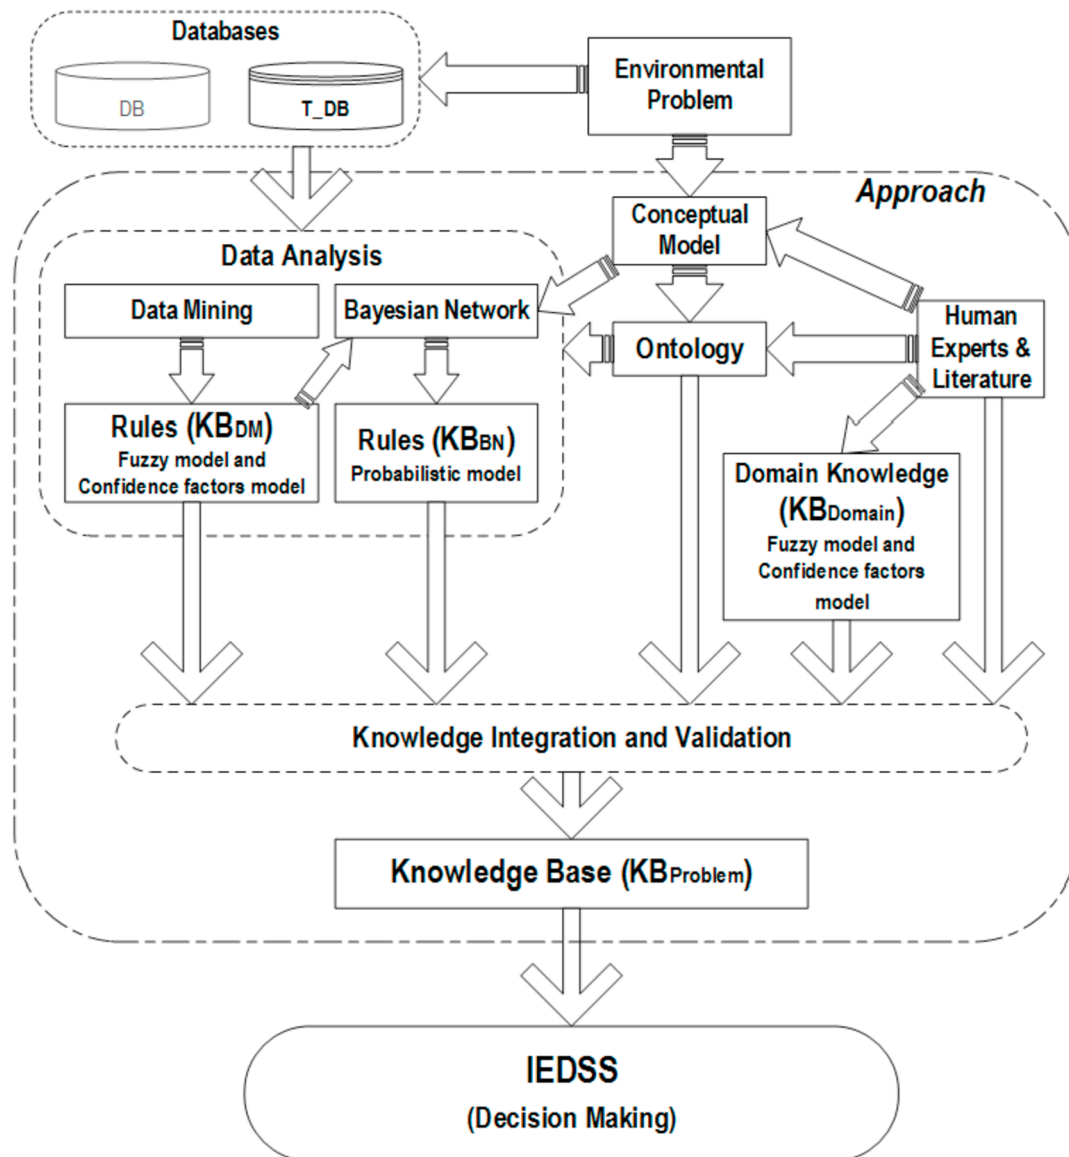 Databases
DB
T_DB
Environmental
Problem
Approach
Conceptual
Model
Data Analysis
Data Mining
Bayesian Network
Ontology
Human
Experts &
Literature
Rules (KBDM)
Fuzzy model and
Confidence factors model
Rules (KBBN)
Probabilistic model
Domain Knowledge
(KBDomain)
Fuzzy model and
Confidence factors
model
Knowledge Integration and Validation
Knowledge Base (KBProblem)
IEDSS
(Decision Making)